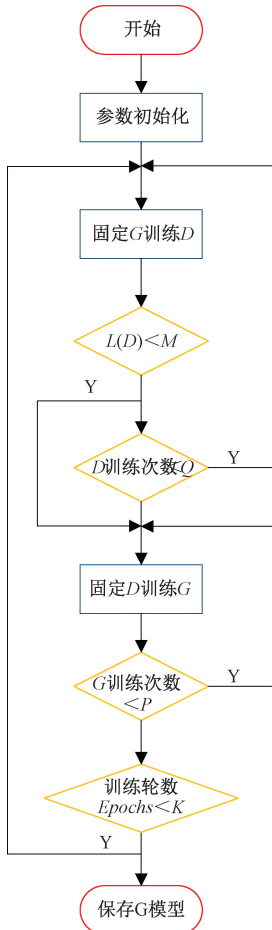 开始
参数初始化
固定G训练D
L(D)<M
Y
D训练次数<Q
Y
固定D训练G
G训练次数
<P
Y
训练轮数
Epochs<K
Y
保存G模型